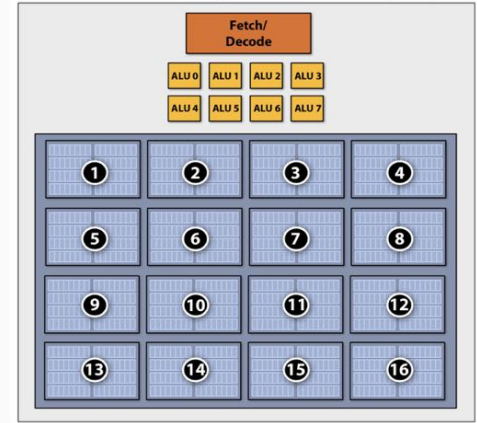 Fetch/
Decode
ALU 0 ALU 1 ALU 2 ALU 3
ALU 4 ALU 5 ALU 6 ALU 7
1 2 3 4
5 6 7 8
9 10 11 12
13 14 15 16